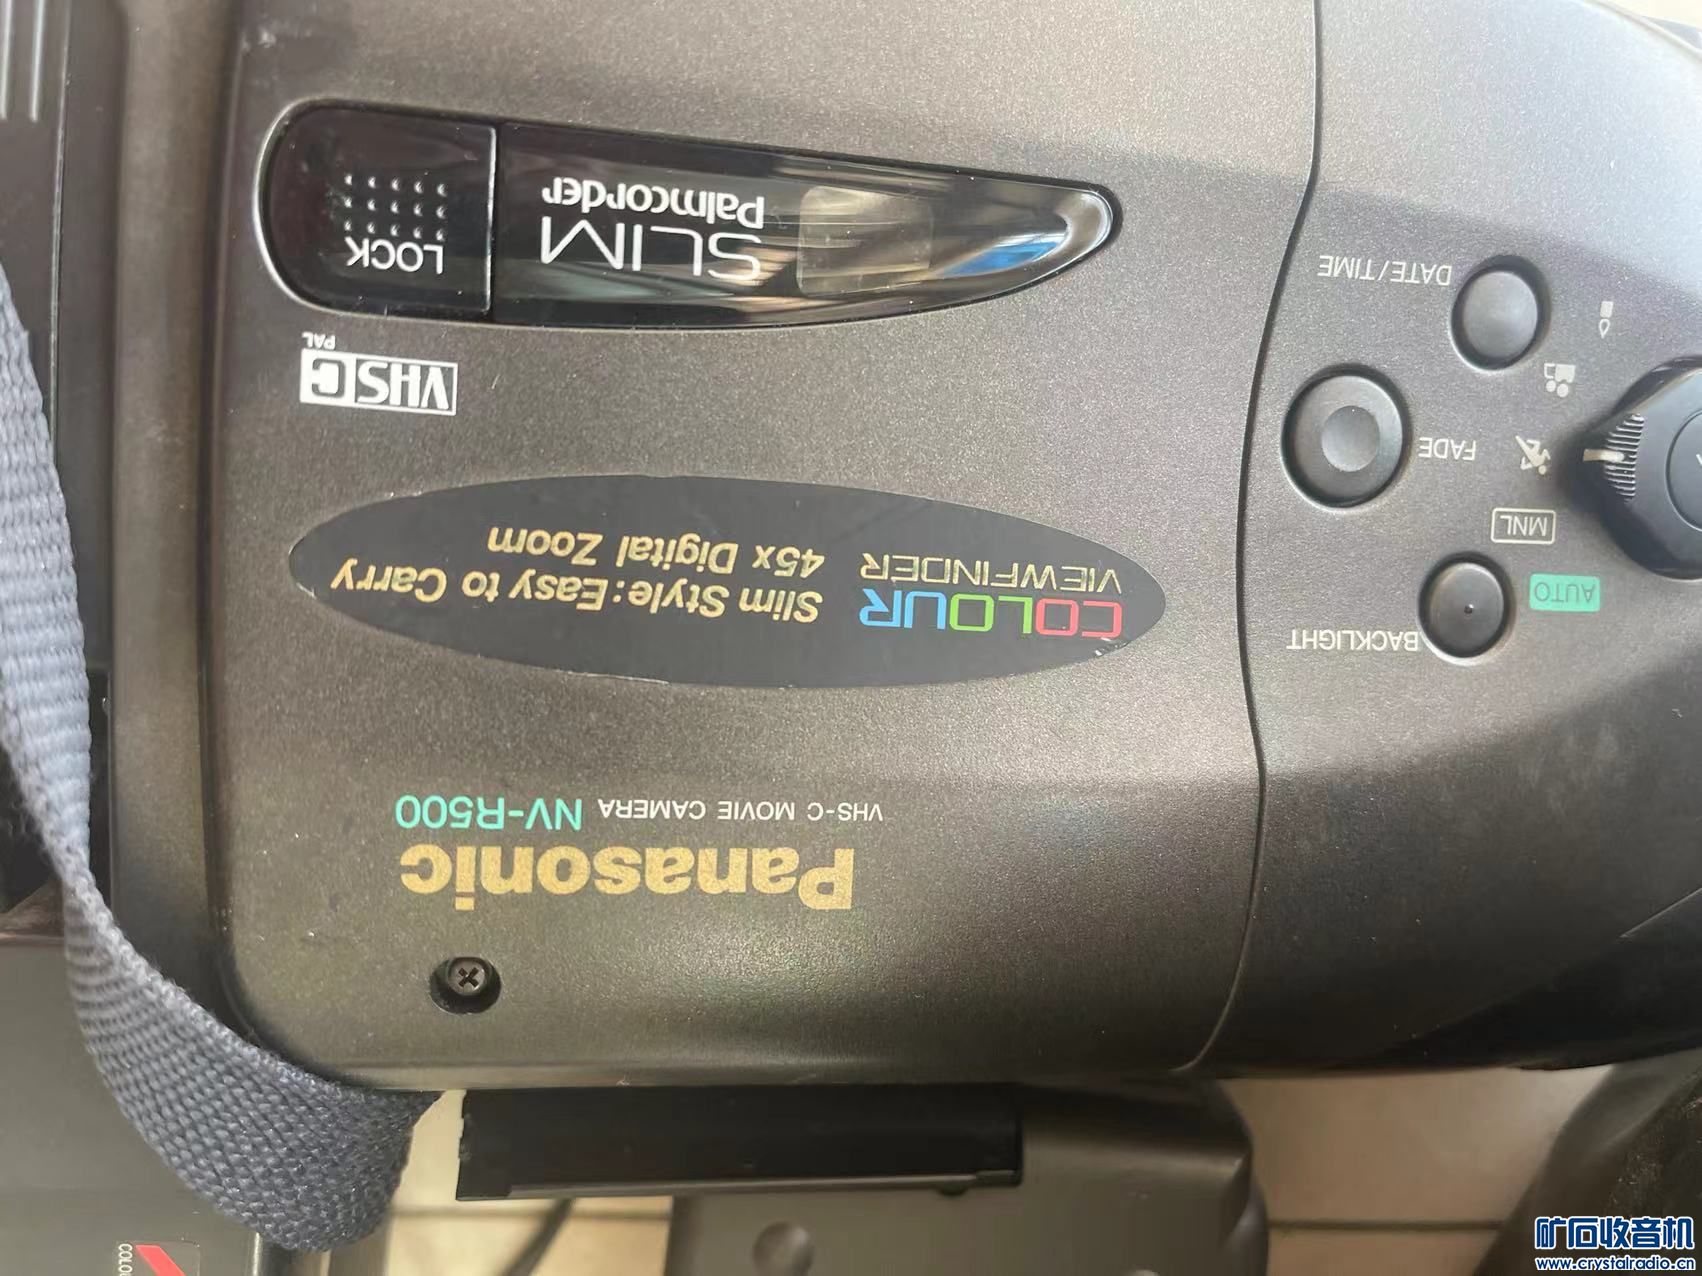 Panasonic
VHS-C MOVIE CAMERA NV-R500
COLOUR
VIEWFINDER
Slim Style:Easy to Carry
45x Digital Zoom
VHS C
PAL
LOCK
SLIM
Palmcorder
BACKLIGHT
AUTO
MNL
FADE
DATE/TIME
矿石收音机
www.crystalradio.cn